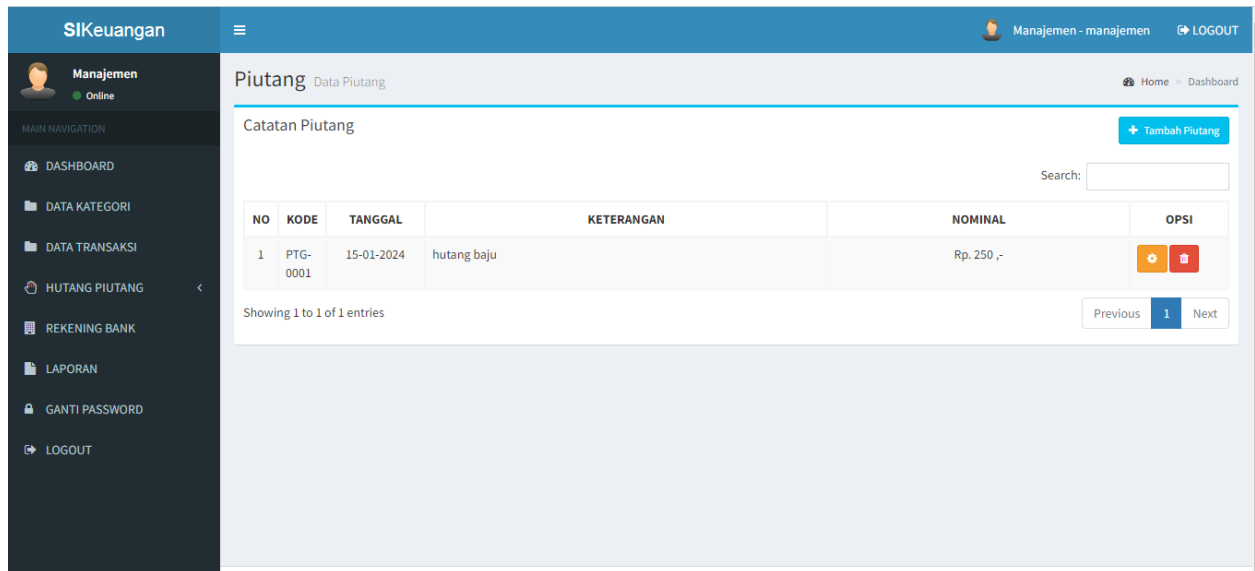 SIKeuangan
Manajemen - manajemen LOGOUT
Manajemen
Online
MAIN NAVIGATION
DASHBOARD
DATA KATEGORI
DATA TRANSAKSI
HUTANG PIUTANG
REKENING BANK
LAPORAN
GANTI PASSWORD
LOGOUT
Piutang Data Piutang
Home > Dashboard
Catatan Piutang
Tambah Piutang
Search:
NO KODE TANGGAL KETERANGAN NOMINAL OPSI
1 PTG- 15-01-2024 hutang baju Rp. 250 ,-
0001
Showing 1 to 1 of 1 entries
Previous 1 Next